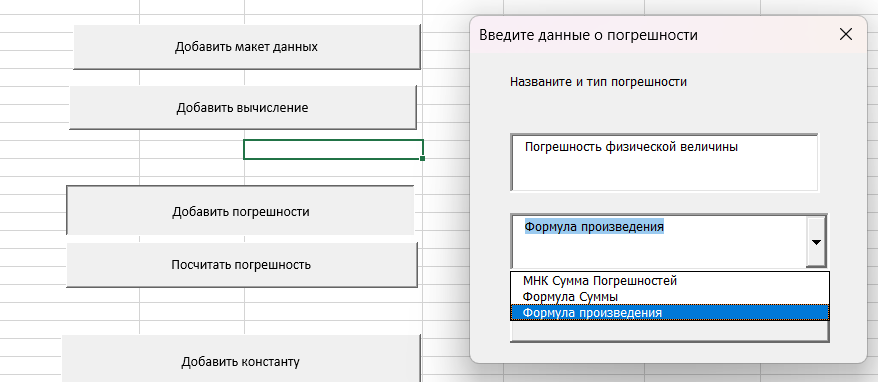 Добавить макет данных
Добавить вычисление
Добавить погрешности
Посчитать погрешность
Добавить константу
Введите данные о погрешности
Названите и тип погрешности
Погрешность физической величины
Формула произведения
МНК Сумма Погрешностей
Формула Суммы
Формула произведения